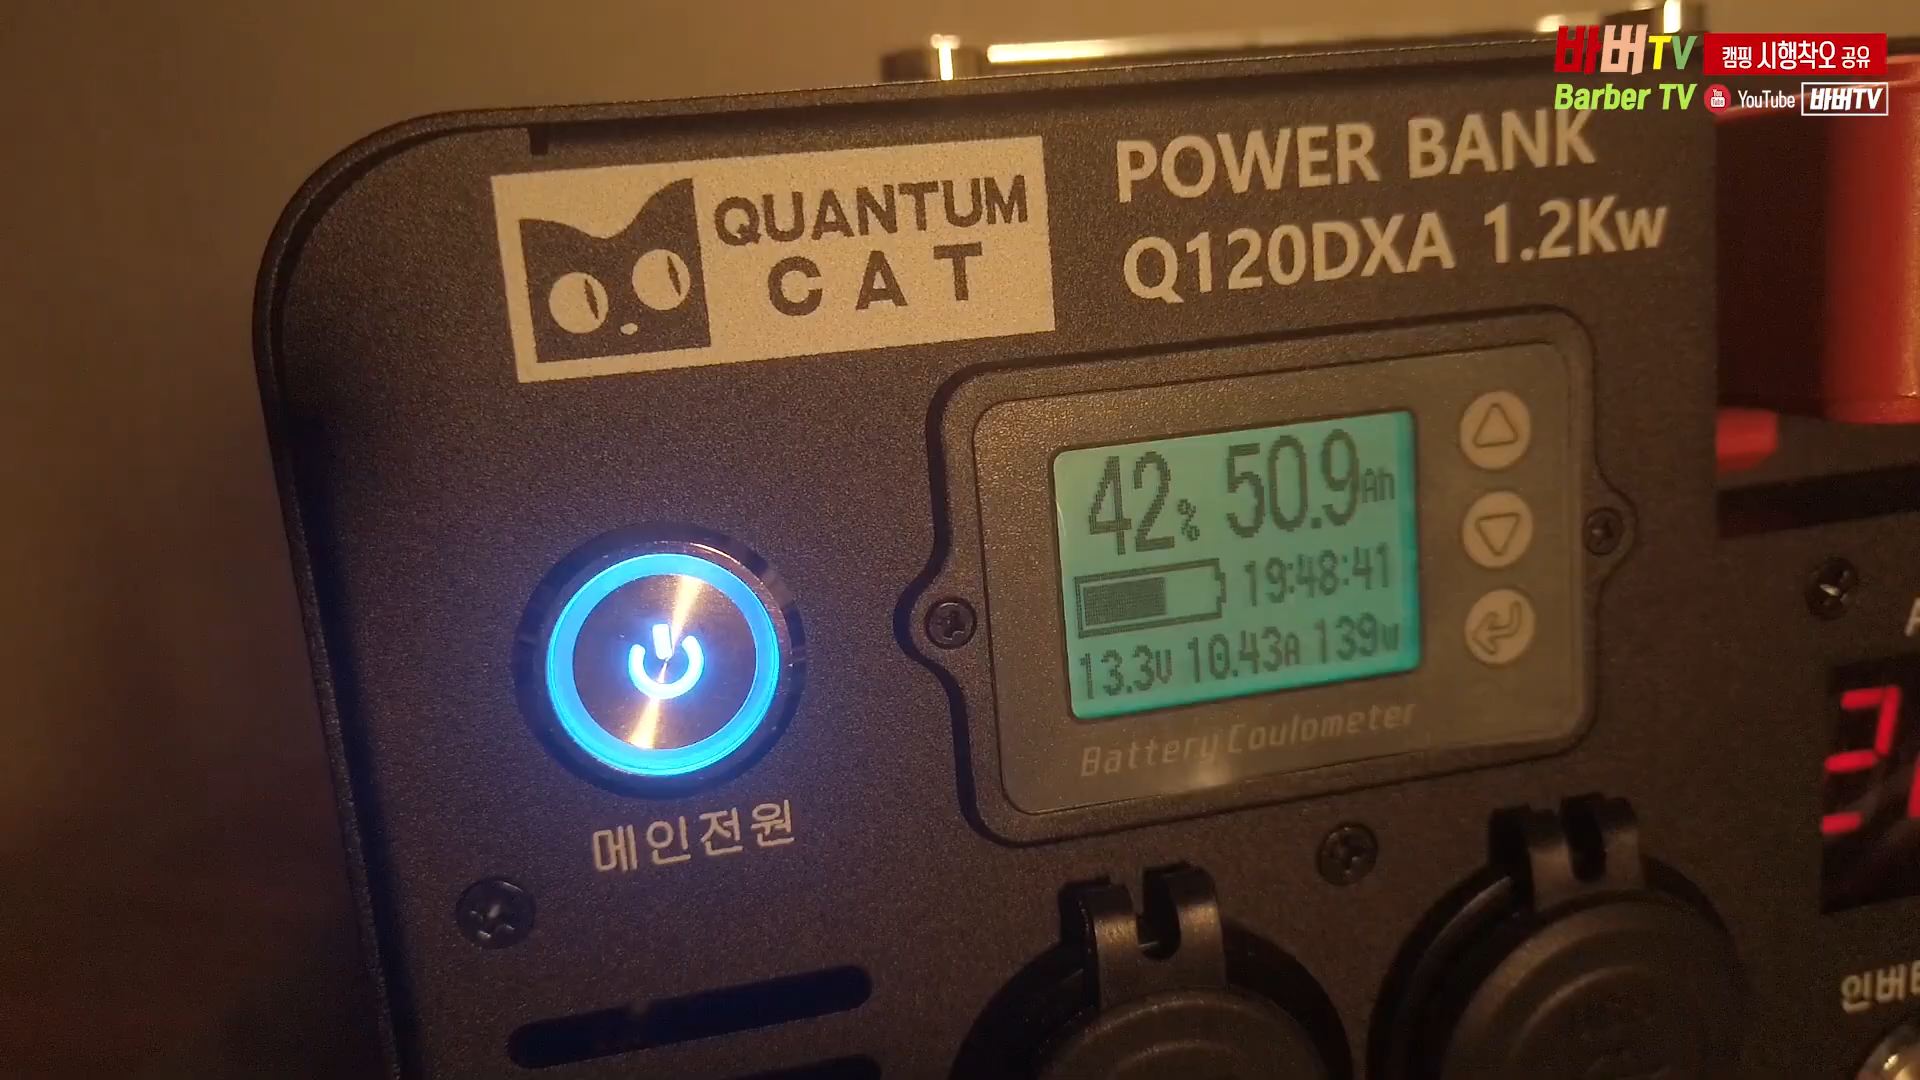 바버TV 캠핑 시행착오 공유
Barber TV YouTube 바버TV
QUANTUM
CAT
POWER BANK
Q120DXA 1.2Kw
42% 50.9Ah
19:48:41
13.3V 10.43A 139W
Battery Coulometer
메인전원